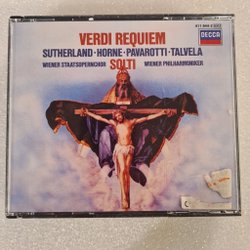 VERDI REQUIEM
DECCA
SUTHERLAND · HORNE · PAVAROTTI · TALVELA
WIENER STAATSOPERNCHOR SOLTI WIENER PHILHARMONIKER